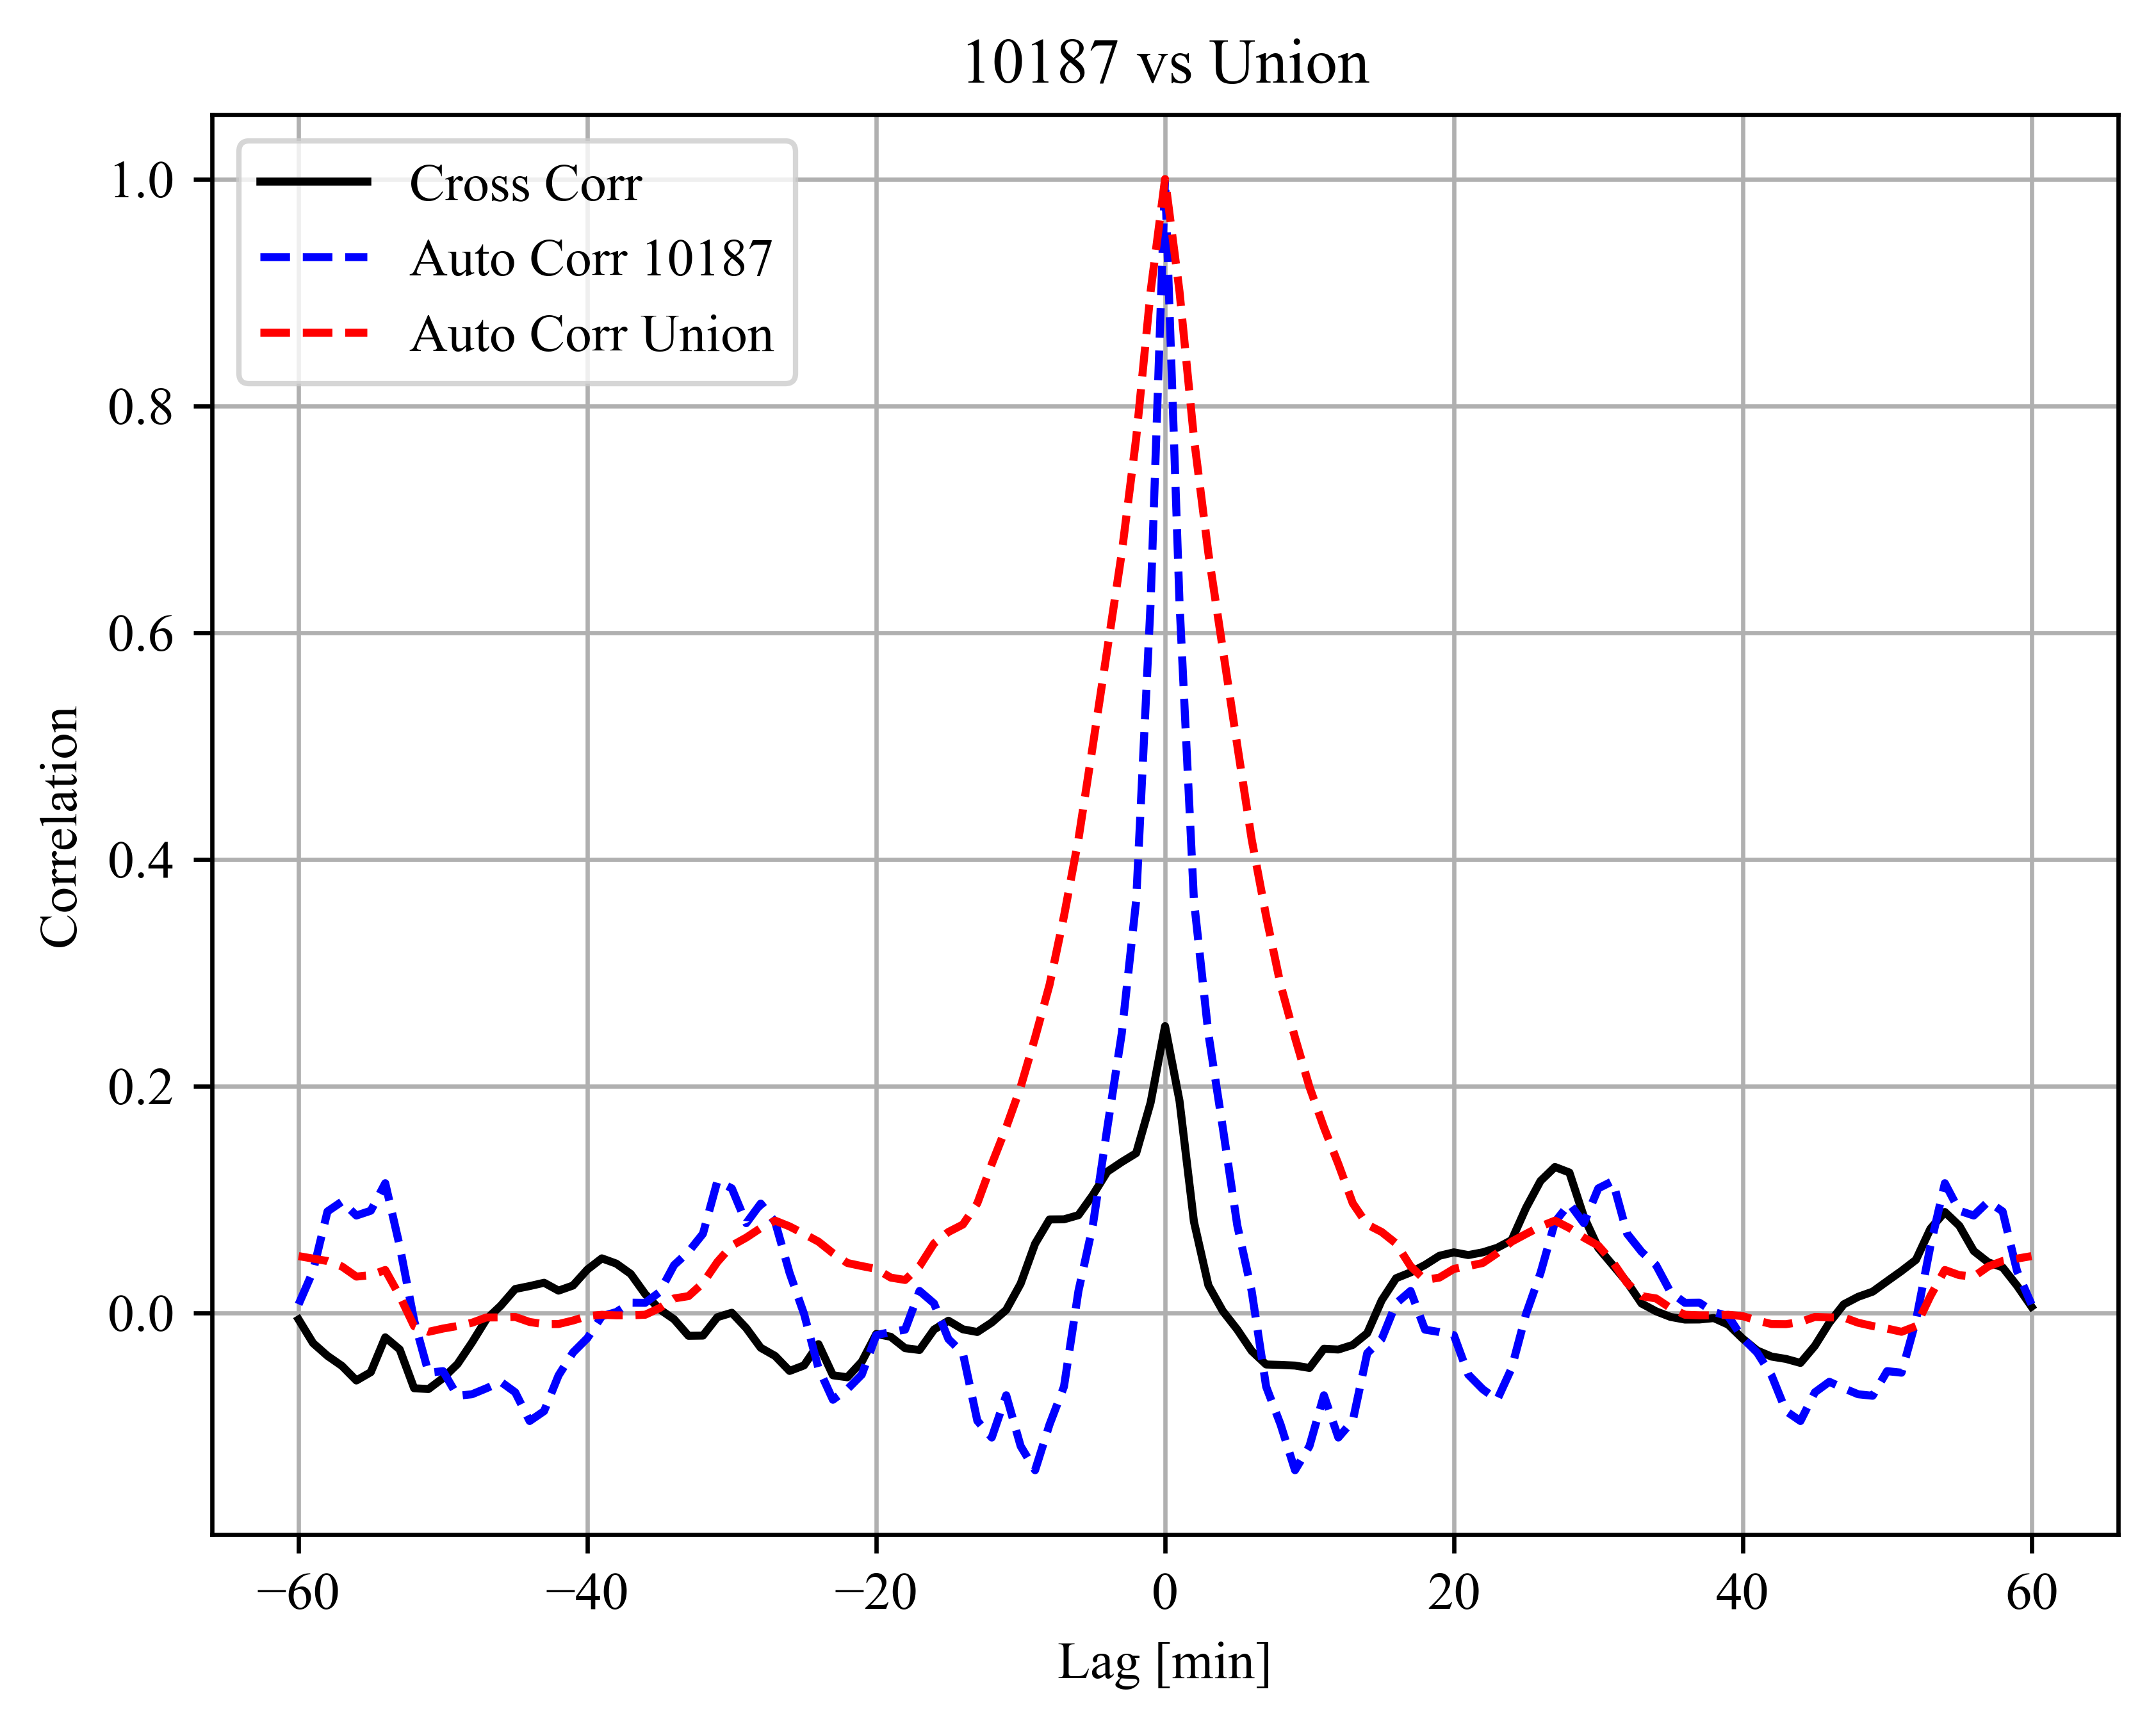 10187 vs Union
Cross Corr
Auto Corr 10187
Auto Corr Union
1.0
0.8
0.6
0.4
0.2
0.0
Correlation
−60 −40 −20 0 20 40 60
Lag [min]